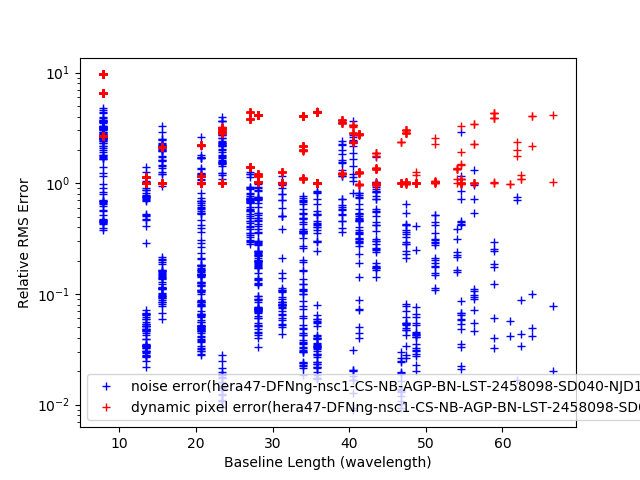 10¹
10⁰
10⁻¹
10⁻²
Relative RMS Error
noise error(hera47-DFNng-nsc1-CS-NB-AGP-BN-LST-2458098-SD040-NJD1
dynamic pixel error(hera47-DFNng-nsc1-CS-NB-AGP-BN-LST-2458098-SD0
10 20 30 40 50 60
Baseline Length (wavelength)